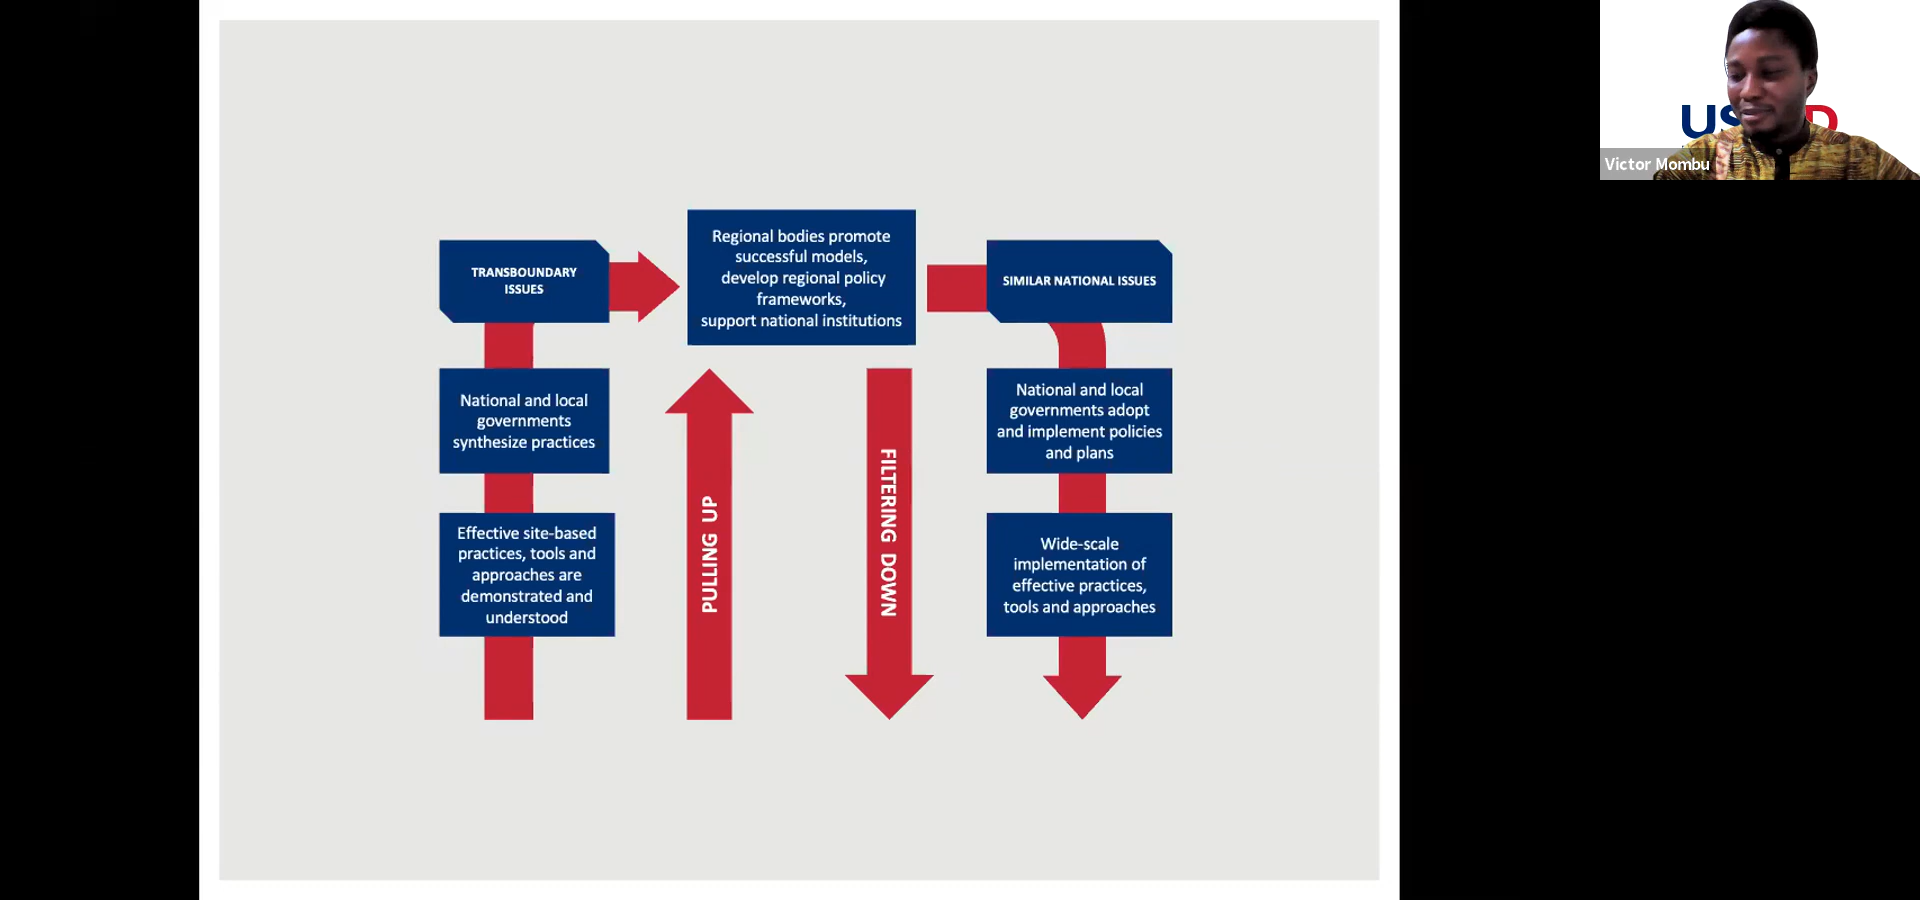 TRANSBOUNDARY
ISSUES
National and local
governments
synthesize practices
Effective site-based
practices, tools and
approaches are
demonstrated and
understood
Regional bodies promote
successful models,
develop regional policy
frameworks,
support national institutions
PULLING UP
FILTERING DOWN
SIMILAR NATIONAL ISSUES
National and local
governments adopt
and implement policies
and plans
Wide-scale
implementation of
effective practices,
tools and approaches
Victor Mombu